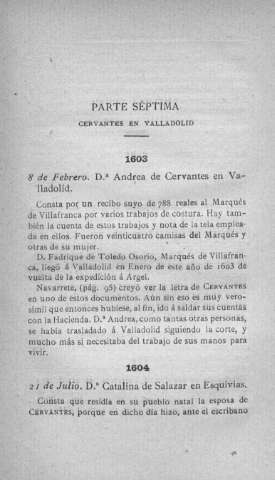 PARTE SÉPTIMA
CERVANTES EN VALLADOLID
1603
8 de Febrero. D.ª Andrea de Cervantes en Va-
lladolid.
Consta por un recibo suyo de 788 reales al Marqués
de Villafranca por varios trabajos de costura. Hay tam-
bién la cuenta de estos trabajos y nota de la tela emplea-
da en ellos. Fueron veinticuatro camisas del Marqués y
otras de su mujer.
D. Fadrique de Toledo Osorio, Marqués de Villafran-
ca, llegó á Valladolid en Enero de este año de 1603 de
vuelta de la expedición á Argel.
Navarrete, (pág. 98) creyó ver la letra de CERVANTES
en uno de estos documentos. Aún sin eso es muy vero-
simil que entonces hubiese, al fin, ido á saldar sus cuentas
con la Hacienda. D.ª Andrea, como tantas otras personas,
se había trasladado á Valladolid siguiendo la corte, y
mucho más si necesitaba del trabajo de sus manos para
vivir.
1604
21 de Julio. D.ª Catalina de Salazar en Esquivias.
Consta que residía en su pueblo natal la esposa de
CERVANTES, porque en dicho día hizo, ante el escribano